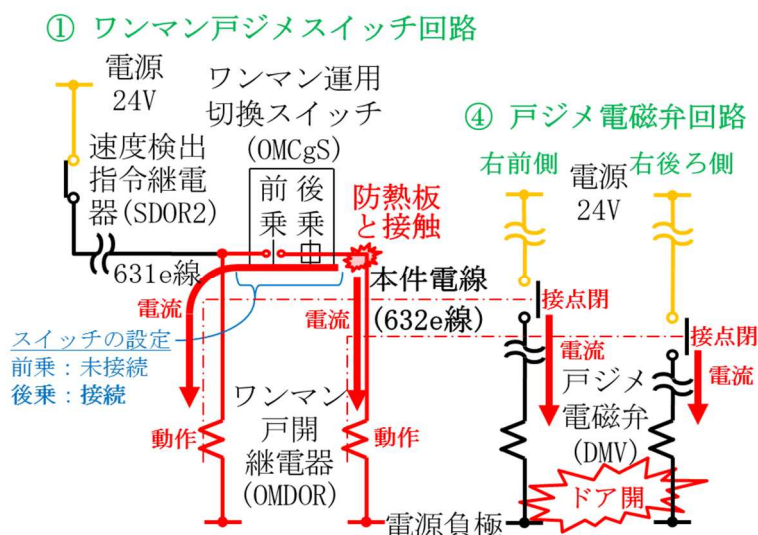 ① ワンマン戸ジメスイッチ回路
電源
24V
ワンマン運用
切換スイッチ
(OMCgS)
速度検出
指令継電
器(SDOR2)
前乗
後乗
防熱板
と接触
631e線
電流
本件電線
(632e線)
電流
スイッチの設定
前乗：未接続
後乗：接続
ワンマン
戸開
継電器
(OMDOR)
動作
動作
④ 戸ジメ電磁弁回路
右前側
電源
24V
右後ろ側
接点閉
接点閉
電流
電流
戸ジメ
電磁弁
(DMV)
ドア開
電源負極